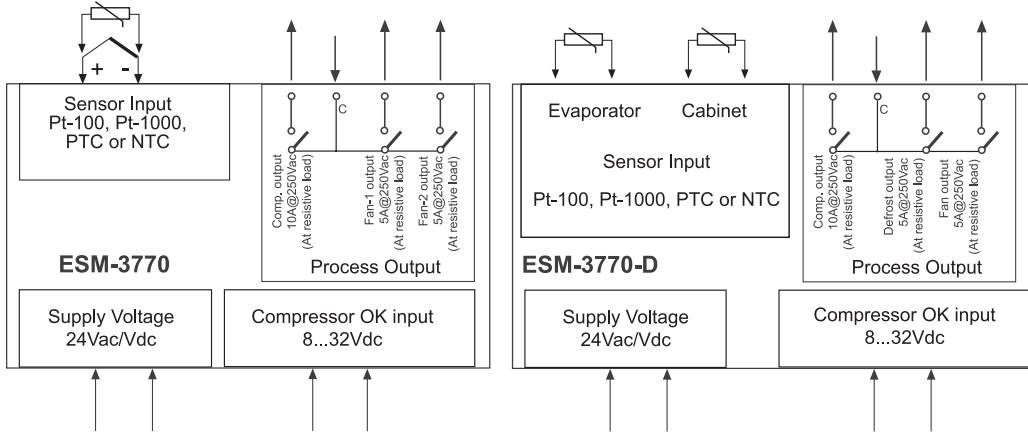 + -
Sensor Input
Pt-100, Pt-1000,
PTC or NTC
C
Comp. output
10A@250Vac
(At resistive load)
Fan-1 output
5A@250Vac
(At resistive load)
Fan-2 output
5A@250Vac
(At resistive load)
ESM-3770
Process Output
Supply Voltage
24Vac/Vdc
Compressor OK input
8...32Vdc
Evaporator
Cabinet
Sensor Input
Pt-100, Pt-1000, PTC or NTC
C
Comp. output
10A@250Vac
(At resistive load)
Defrost output
5A@250Vac
(At resistive load)
Fan output
5A@250Vac
(At resistive load)
ESM-3770-D
Process Output
Supply Voltage
24Vac/Vdc
Compressor OK input
8...32Vdc